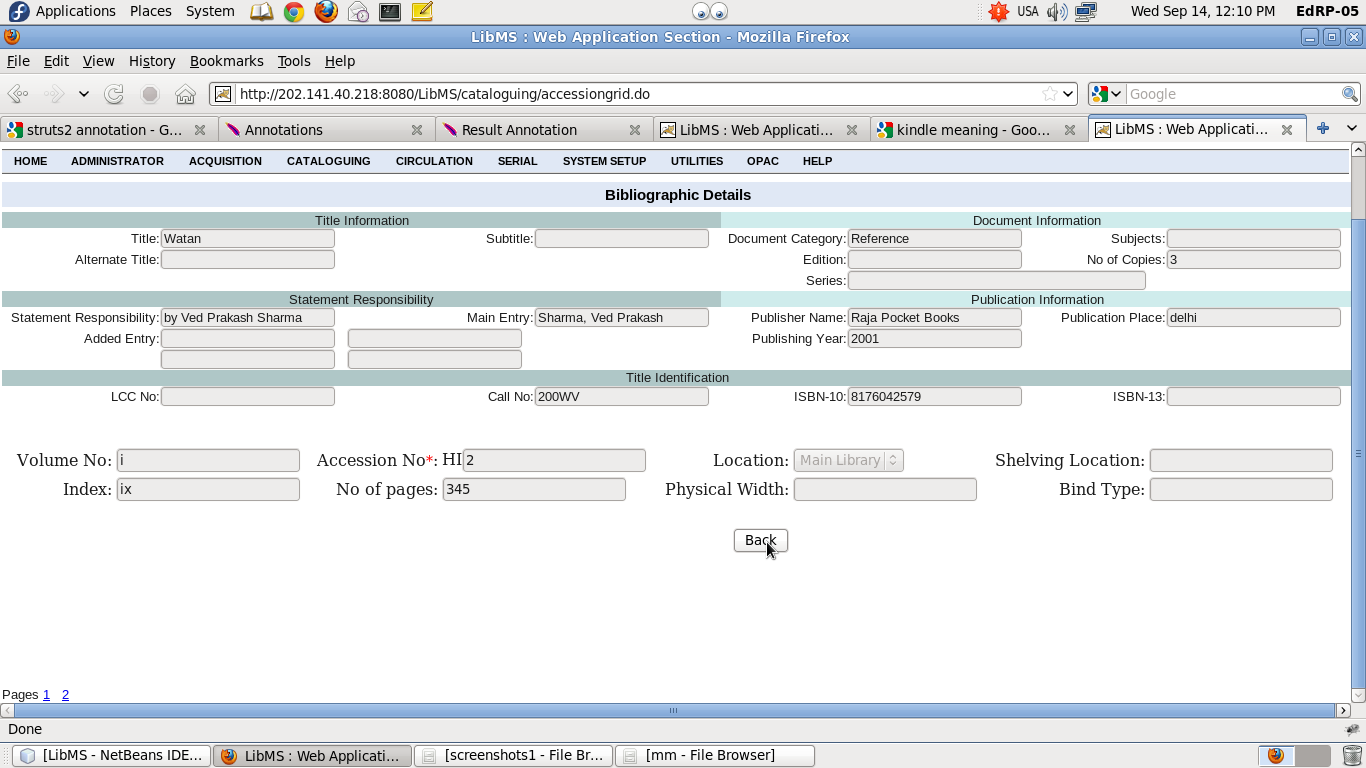 Applications Places System USA Wed Sep 14, 12:10 PM EdRP-05
LibMS : Web Application Section - Mozilla Firefox
File Edit View History Bookmarks Tools Help
http://202.141.40.218:8080/LibMS/cataloguing/accessiongrid.do Google
struts2 annotation - G... Annotations Result Annotation LibMS : Web Applicati... kindle meaning - Goo... LibMS : Web Applicati...
HOME ADMINISTRATOR ACQUISITION CATALOGUING CIRCULATION SERIAL SYSTEM SETUP UTILITIES OPAC HELP
Bibliographic Details
Title Information Document Information
Title: Watan Subtitle: Document Category: Reference Subjects:
Alternate Title: Edition: No of Copies: 3
Series:
Statement Responsibility Publication Information
Statement Responsibility: by Ved Prakash Sharma Main Entry: Sharma, Ved Prakash Publisher Name: Raja Pocket Books Publication Place: delhi
Added Entry: Publishing Year: 2001
Title Identification
LCC No: Call No: 200WV ISBN-10: 8176042579 ISBN-13:
Volume No: i Accession No*: HI 2 Location: Main Library Shelving Location:
Index: ix No of pages: 345 Physical Width: Bind Type:
Back
Pages 1 2
Done
[LibMS - NetBeans IDE... LibMS : Web Applicati... [screenshots1 - File Br... [mm - File Browser]